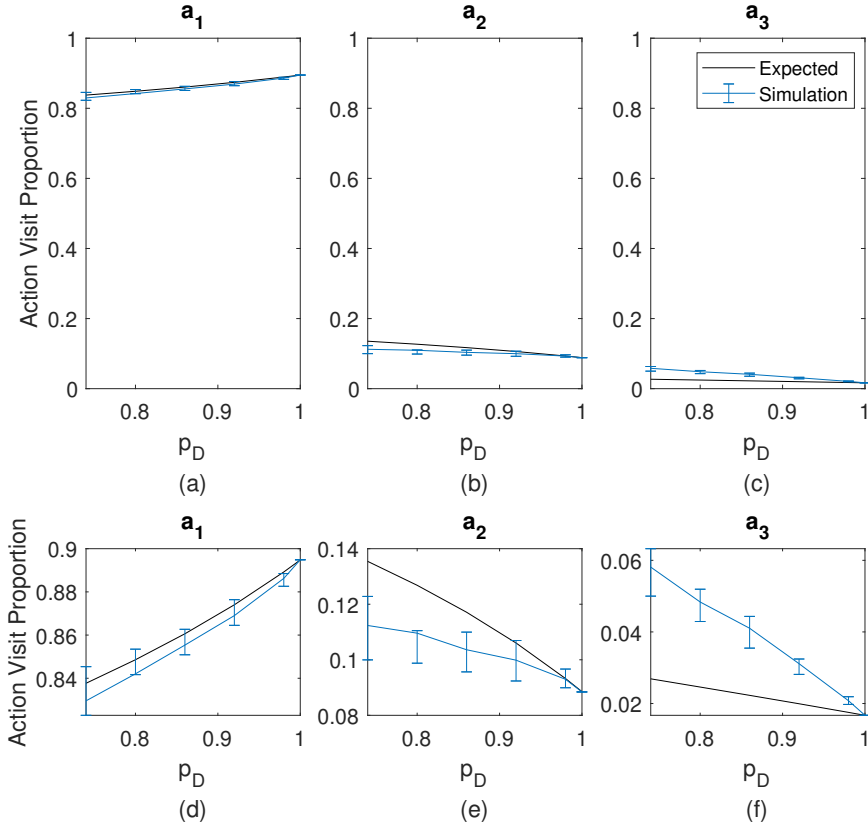 a1 a2 a3
Action Visit Proportion
1 1 1
0.8 0.8 0.8
0.6 0.6 0.6
0.4 0.4 0.4
0.2 0.2 0.2
0 0 0
Expected
Simulation
0.8 0.9 1 0.8 0.9 1 0.8 0.9 1
pD pD pD
(a) (b) (c)
a1 a2 a3
Action Visit Proportion
0.9 0.14 0.06
0.88 0.12 0.04
0.86 0.1 0.02
0.84 0.08
0.8 0.9 1 0.8 0.9 1 0.8 0.9 1
pD pD pD
(d) (e) (f)